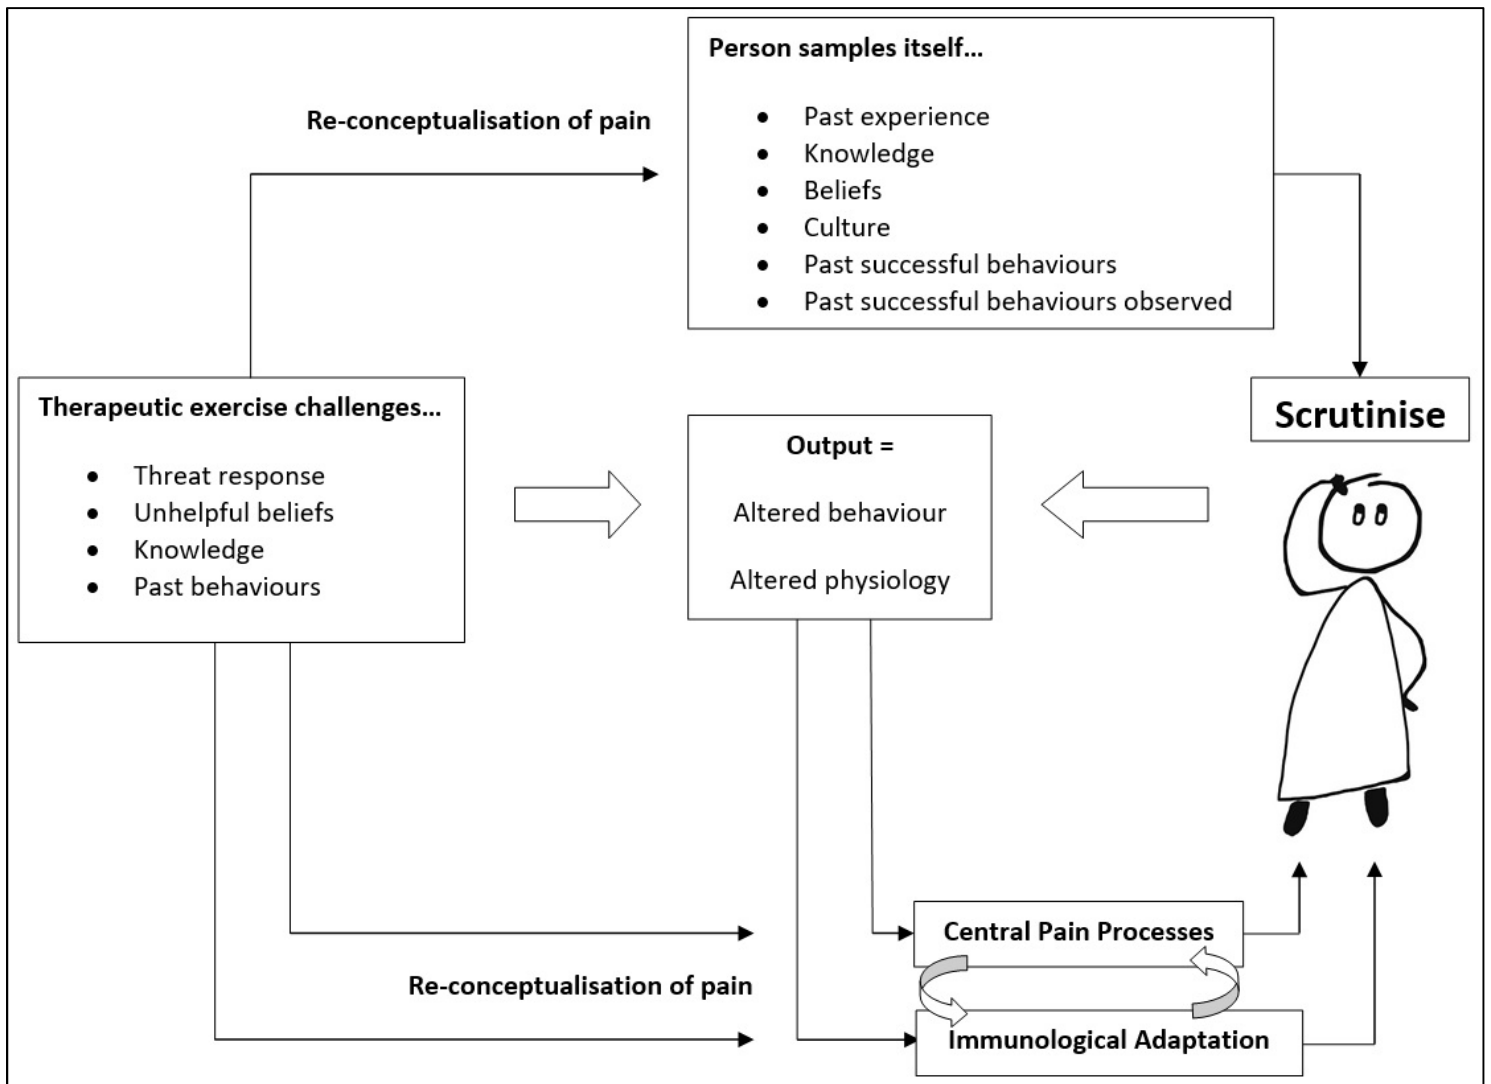 Person samples itself...
• Past experience
• Knowledge
• Beliefs
• Culture
• Past successful behaviours
• Past successful behaviours observed
Re-conceptualisation of pain
Therapeutic exercise challenges...
• Threat response
• Unhelpful beliefs
• Knowledge
• Past behaviours
Output =
Altered behaviour
Altered physiology
Scrutinise
Central Pain Processes
Re-conceptualisation of pain
Immunological Adaptation